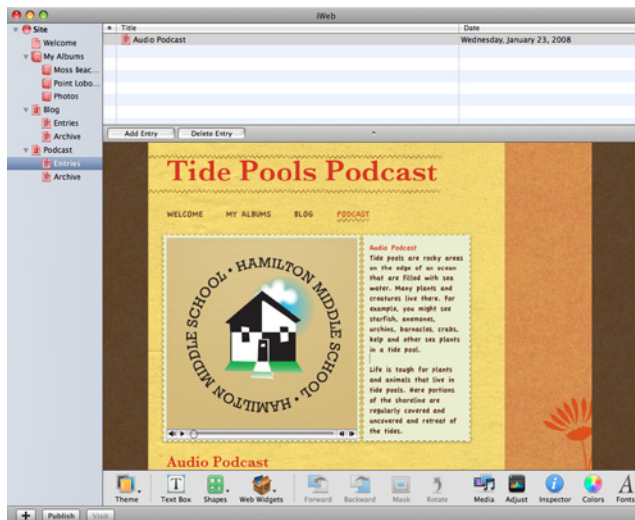 iWeb
Site
Welcome
My Albums
Moss Beac...
Point Lobo...
Photos
Blog
Entries
Archive
Podcast
Entries
Archive
Title
Date
Audio Podcast
Wednesday, January 23, 2008
Add Entry
Delete Entry
Tide Pools Podcast
WELCOME
MY ALBUMS
BLOG
PODCAST
HAMILTON MIDDLE SCHOOL · HAMILTON MIDDLE SCHOOL ·
Audio Podcast
Tide pools are rocky areas
on the edge of an ocean
that are filled with sea
water. Many plants and
creatures live there. For
example, you might see
starfish, anemones,
urchins, barnacles, crabs,
kelp and other sea plants
in a tide pool.
Life is tough for plants
and animals that live in
tide pools. Here portions
of the shoreline are
regularly covered and
uncovered and retreat of
the tides.
Audio Podcast
Theme
Text Box
Shapes
Web Widgets
Forward
Backward
Mask
Rotate
Media
Adjust
Inspector
Colors
Fonts
Publish
Visit